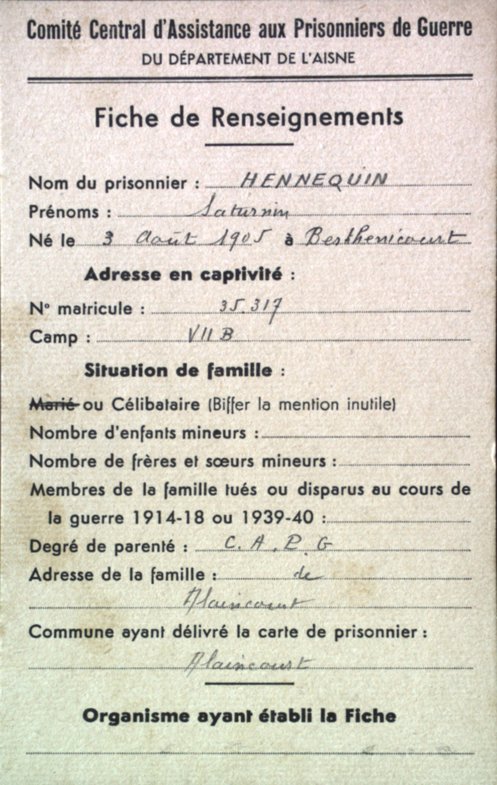 Comité Central d'Assistance aux Prisonniers de Guerre
DU DÉPARTEMENT DE L'AISNE
Fiche de Renseignements
Nom du prisonnier : HENNEQUIN
Prénoms : Saturnin
Né le 3 Août 1905 à Berthenicourt
Adresse en captivité :
N° matricule : 35.317
Camp : VII B
Situation de famille :
Marié ou Célibataire (Biffer la mention inutile)
Nombre d'enfants mineurs :
Nombre de frères et sœurs mineurs :
Membres de la famille tués ou disparus au cours de
la guerre 1914-18 ou 1939-40 :
Degré de parenté : C.A.P.G
Adresse de la famille : de
Alaincourt
Commune ayant délivré la carte de prisonnier :
Alaincourt
Organisme ayant établi la Fiche